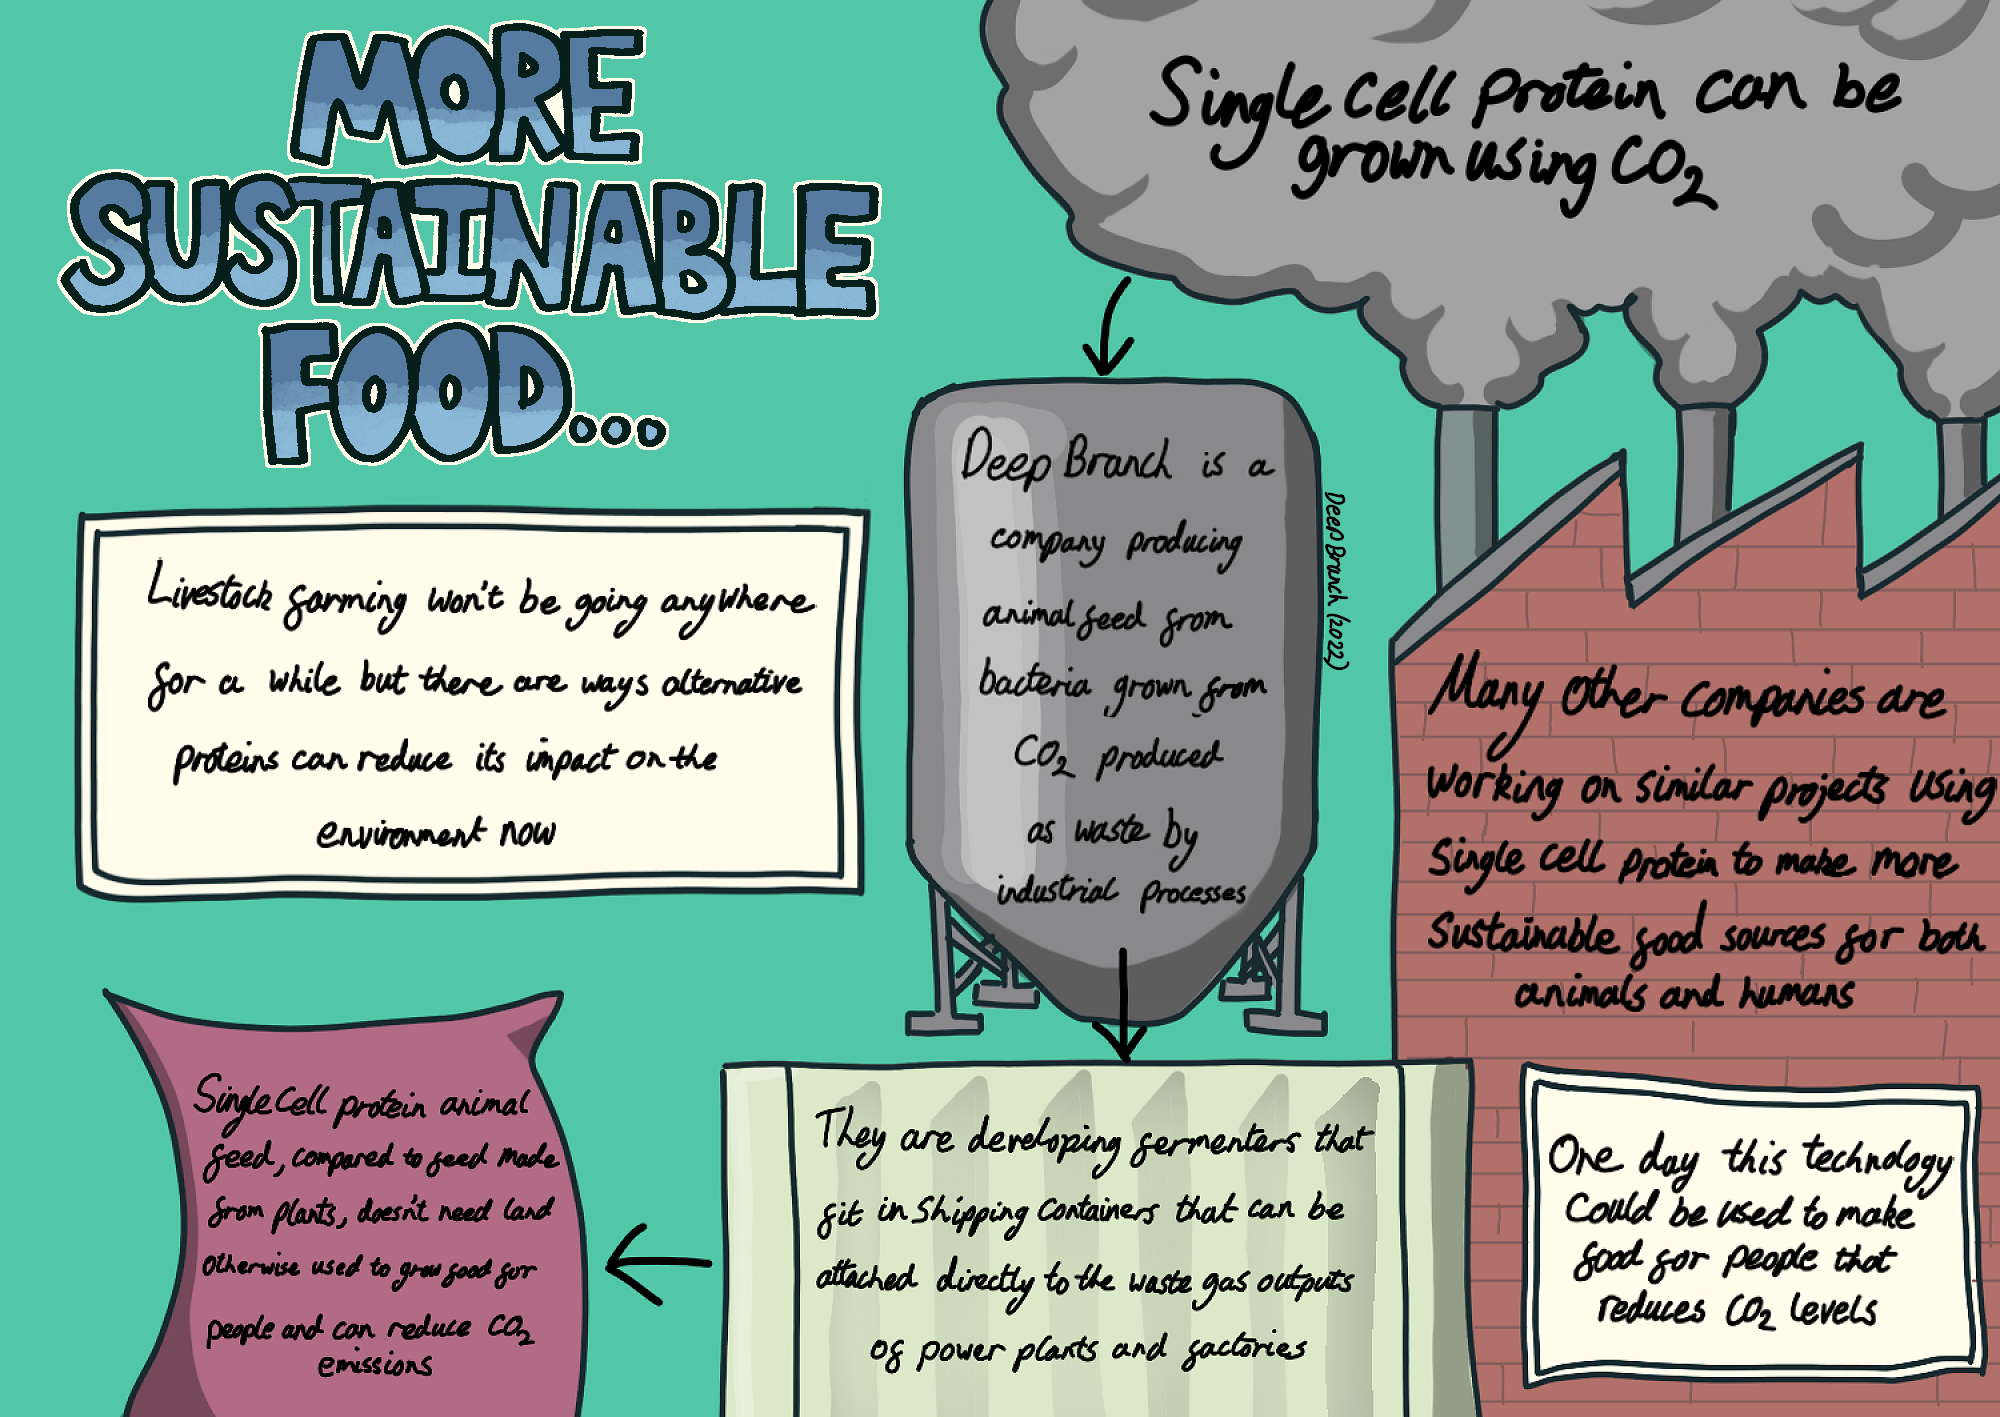 MORE
SUSTAINABLE
FOOD...
Single cell protein can be
grown using CO2
Livestock farming won't be going anywhere
for a while but there are ways alternative
proteins can reduce its impact on the
environment now
Deep Branch is a
company producing
animal feed from
bacteria grown from
CO2 produced
as waste by
industrial processes
Deep Branch (2022)
Many other companies are
working on similar projects using
Single cell protein to make more
Sustainable food sources for both
animals and humans
They are developing fermenters that
fit in Shipping containers that can be
attached directly to the waste gas outputs
of power plants and factories
Single Cell protein animal
feed, compared to feed made
from plants, doesn't need land
otherwise used to grow food for
people and can reduce CO2
emissions
One day this technology
Could be used to make
food for people that
reduces CO2 levels